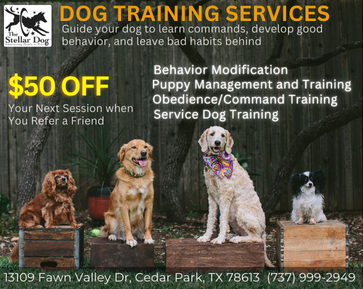 DOG TRAINING SERVICES
The
Stellar Dog
Guide your dog to learn commands, develop good
behavior, and leave bad habits behind
$50 OFF
Your Next Session when
You Refer a Friend
Behavior Modification
Puppy Management and Training
Obedience/Command Training
Service Dog Training
13109 Fawn Valley Dr, Cedar Park, TX 78613 (737) 999-2949